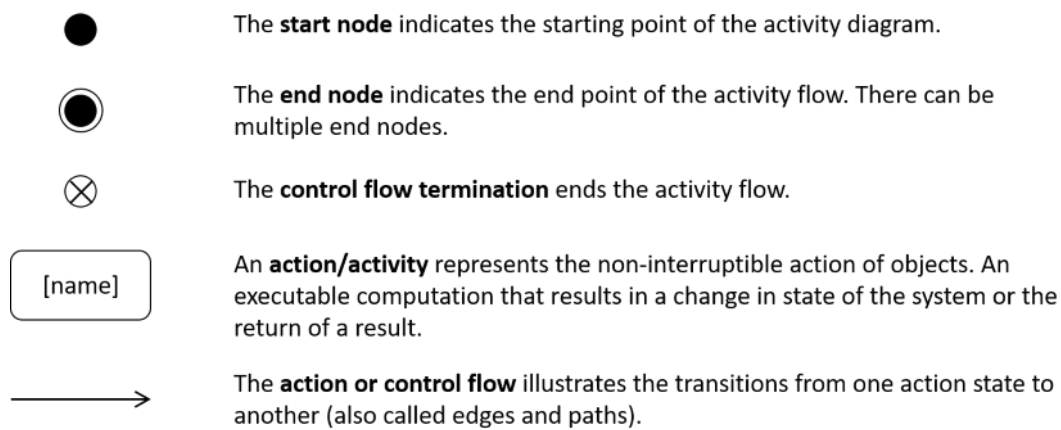 The start node indicates the starting point of the activity diagram.
The end node indicates the end point of the activity flow. There can be
multiple end nodes.
The control flow termination ends the activity flow.
[name]
An action/activity represents the non-interruptible action of objects. An
executable computation that results in a change in state of the system or the
return of a result.
The action or control flow illustrates the transitions from one action state to
another (also called edges and paths).